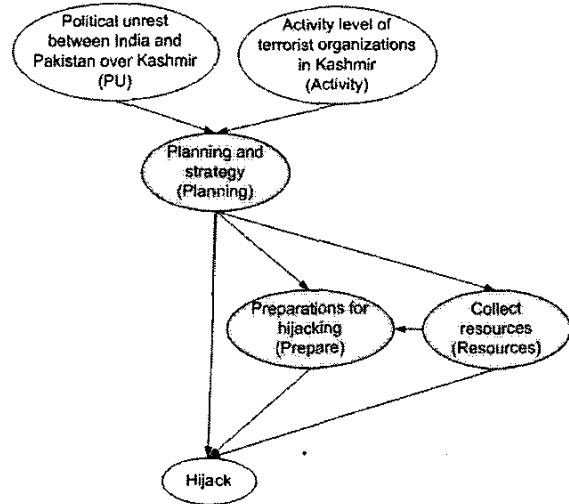 Political unrest
between India and
Pakistan over Kashmir
(PU)
Activity level of
terrorist organizations
in Kashmir
(Activity)
Planning and
strategy
(Planning)
Preparations for
hijacking
(Prepare)
Collect
resources
(Resources)
Hijack